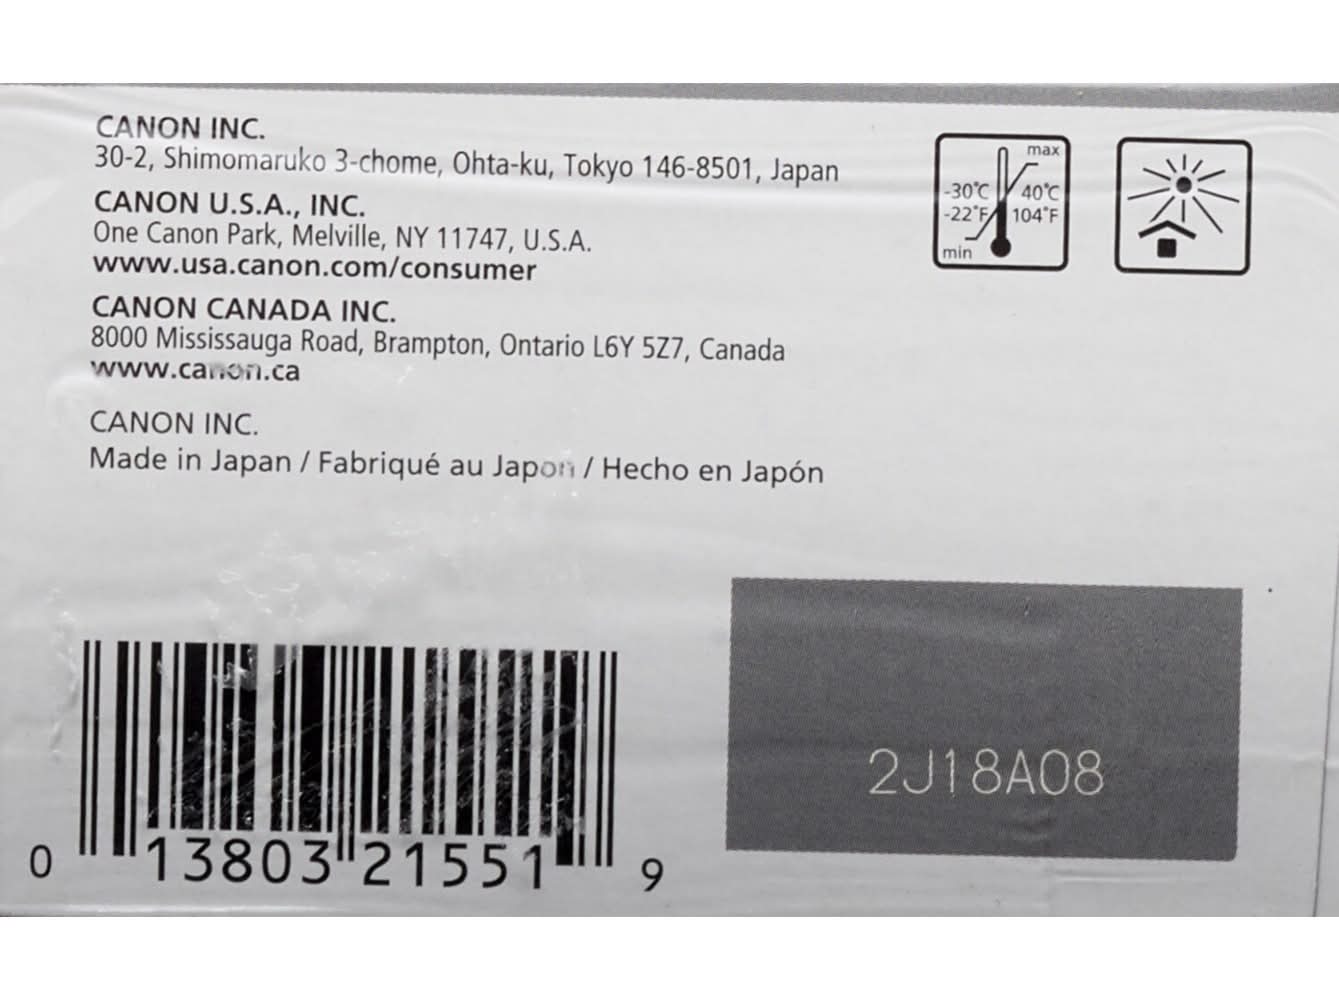 CANON INC.
30-2, Shimomaruko 3-chome, Ohta-ku, Tokyo 146-8501, Japan
CANON U.S.A., INC.
One Canon Park, Melville, NY 11747, U.S.A.
www.usa.canon.com/consumer
CANON CANADA INC.
8000 Mississauga Road, Brampton, Ontario L6Y 5Z7, Canada
www.canon.ca
CANON INC.
Made in Japan / Fabriqué au Japon / Hecho en Japón
max
-30°C 40°C
-22°F 104°F
min
2J18A08
0 13803 21551 9